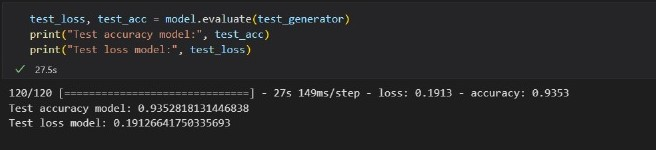 test_loss, test_acc = model.evaluate(test_generator)
print("Test accuracy model:", test_acc)
print("Test loss model:", test_loss)
27.5s
120/120 [==============================] - 27s 149ms/step - loss: 0.1913 - accuracy: 0.9353
Test accuracy model: 0.9352818131446838
Test loss model: 0.19126641750335693